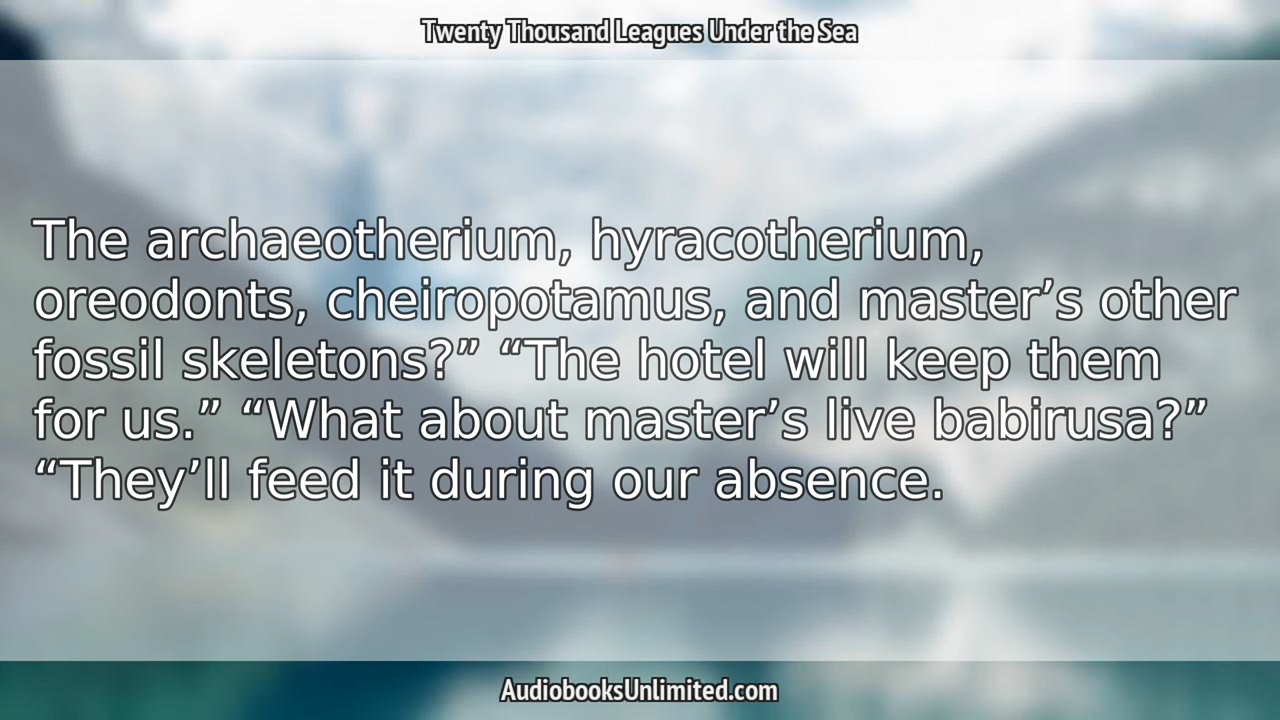 Twenty Thousand Leagues Under the Sea
The archaeotherium, hyracotherium,
oreodonts, cheiropotamus, and master’s other
fossil skeletons?” “The hotel will keep them
for us.” “What about master’s live babirusa?”
“They’ll feed it during our absence.
AudiobooksUnlimited.com